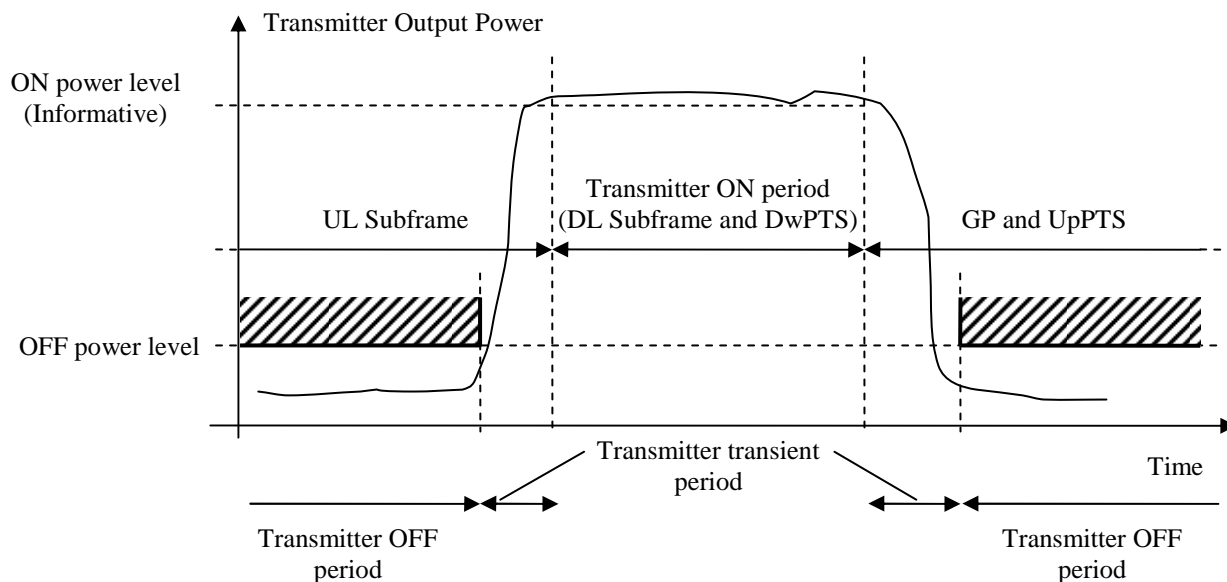 Transmitter Output Power
ON power level
(Informative)
UL Subframe
Transmitter ON period
(DL Subframe and DwPTS)
GP and UpPTS
OFF power level
Transmitter transient
period
Time
Transmitter OFF
period
Transmitter OFF
period